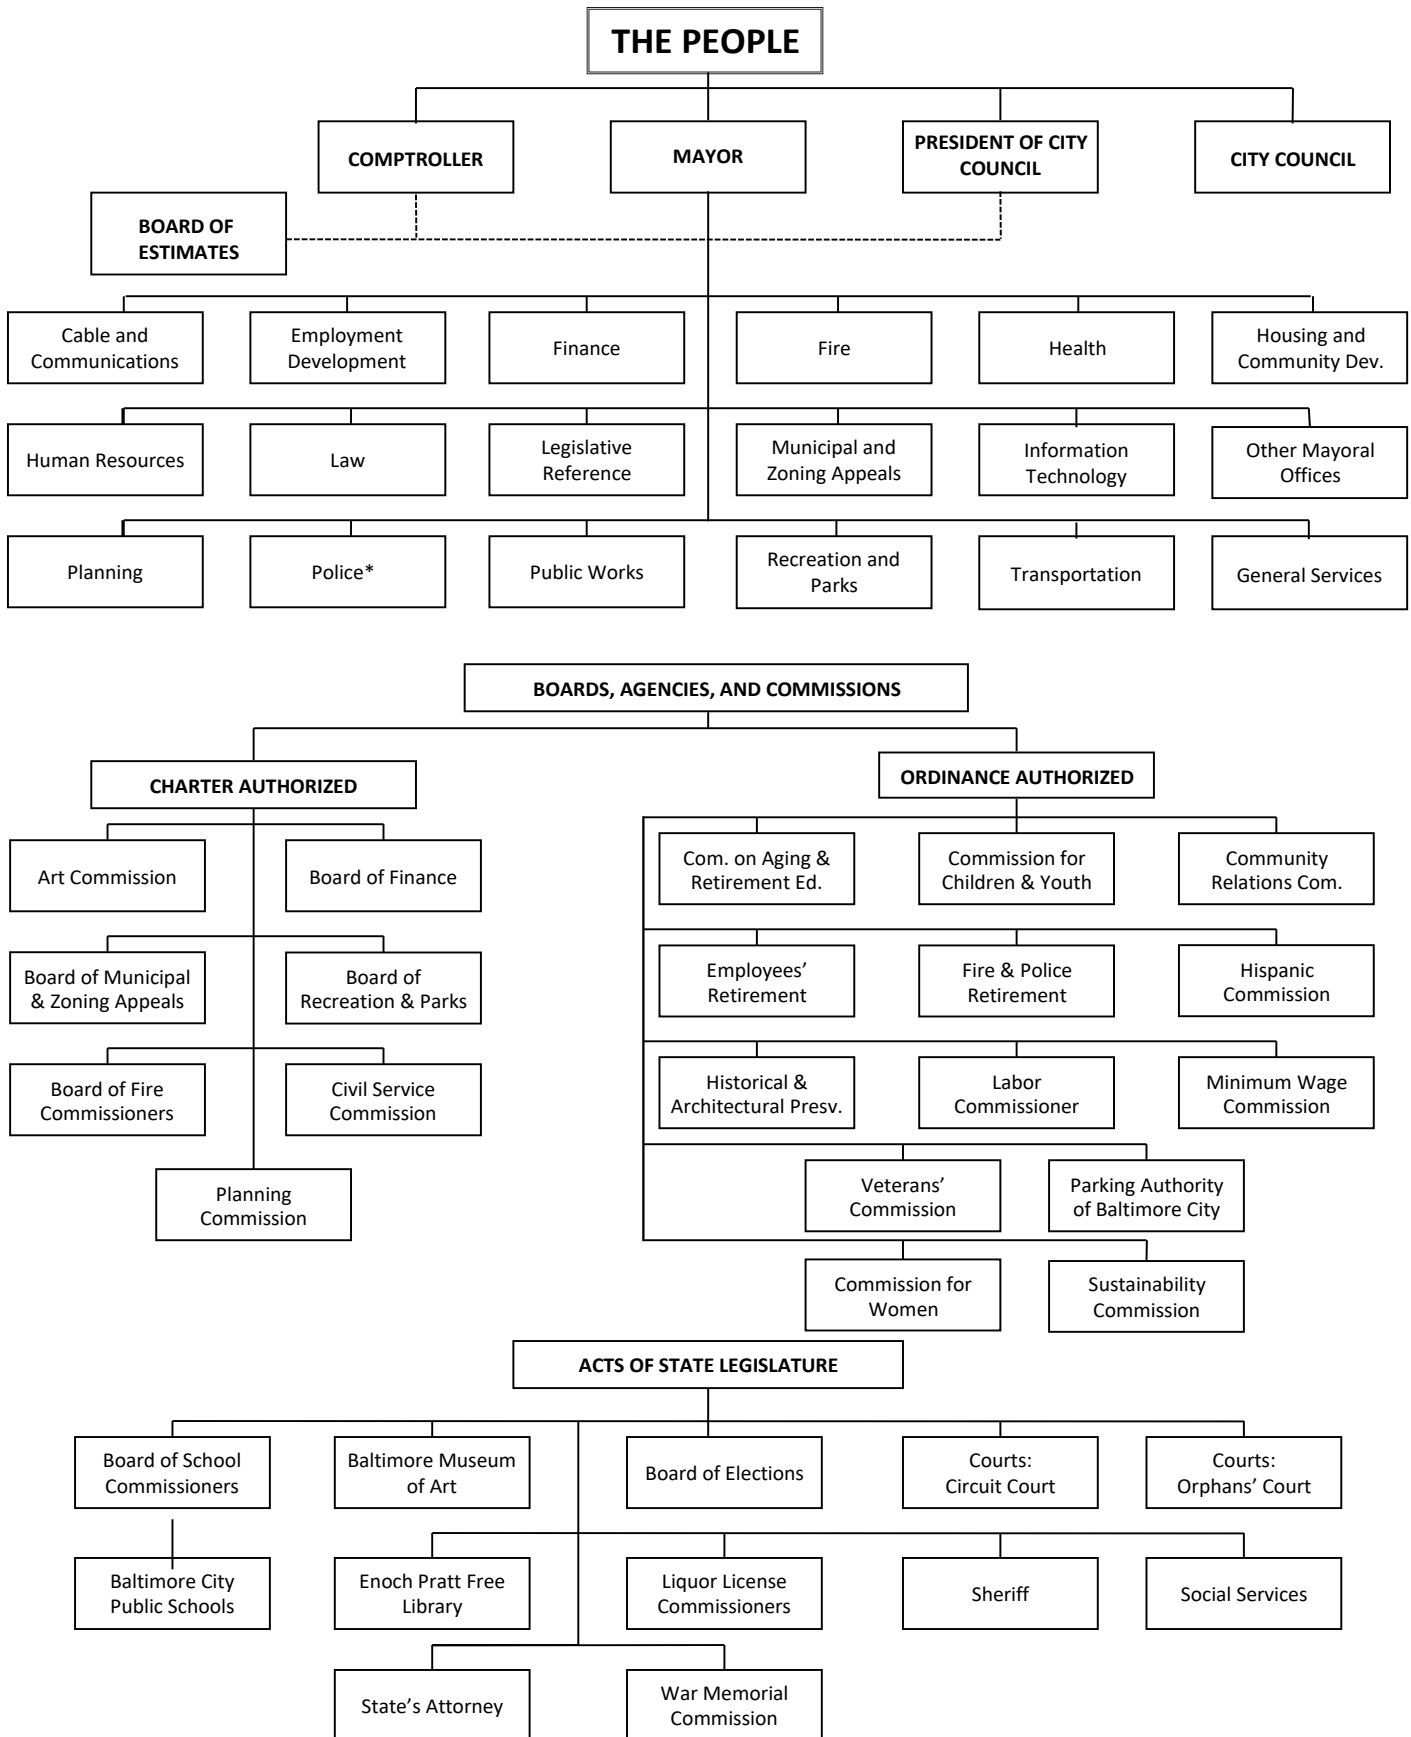 THE PEOPLE
COMPTROLLER
MAYOR
PRESIDENT OF CITY
COUNCIL
CITY COUNCIL
BOARD OF
ESTIMATES
Cable and
Communications
Employment
Development
Finance
Fire
Health
Housing and
Community Dev.
Human Resources
Law
Legislative
Reference
Municipal and
Zoning Appeals
Information
Technology
Other Mayoral
Offices
Planning
Police*
Public Works
Recreation and
Parks
Transportation
General Services
BOARDS, AGENCIES, AND COMMISSIONS
CHARTER AUTHORIZED
Art Commission
Board of Finance
Board of Municipal
& Zoning Appeals
Board of
Recreation & Parks
Board of Fire
Commissioners
Civil Service
Commission
Planning
Commission
ORDINANCE AUTHORIZED
Com. on Aging &
Retirement Ed.
Commission for
Children & Youth
Community
Relations Com.
Employees’
Retirement
Fire & Police
Retirement
Hispanic
Commission
Historical &
Architectural Presv.
Labor
Commissioner
Minimum Wage
Commission
Veterans’
Commission
Parking Authority
of Baltimore City
Commission for
Women
Sustainability
Commission
ACTS OF STATE LEGISLATURE
Board of School
Commissioners
Baltimore Museum
of Art
Board of Elections
Courts:
Circuit Court
Courts:
Orphans’ Court
Baltimore City
Public Schools
Enoch Pratt Free
Library
Liquor License
Commissioners
Sheriff
Social Services
State’s Attorney
War Memorial
Commission